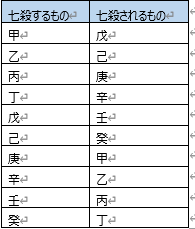 七殺するもの 七殺されるもの
甲 戊
乙 己
丙 庚
丁 辛
戊 壬
己 癸
庚 甲
辛 乙
壬 丙
癸 丁